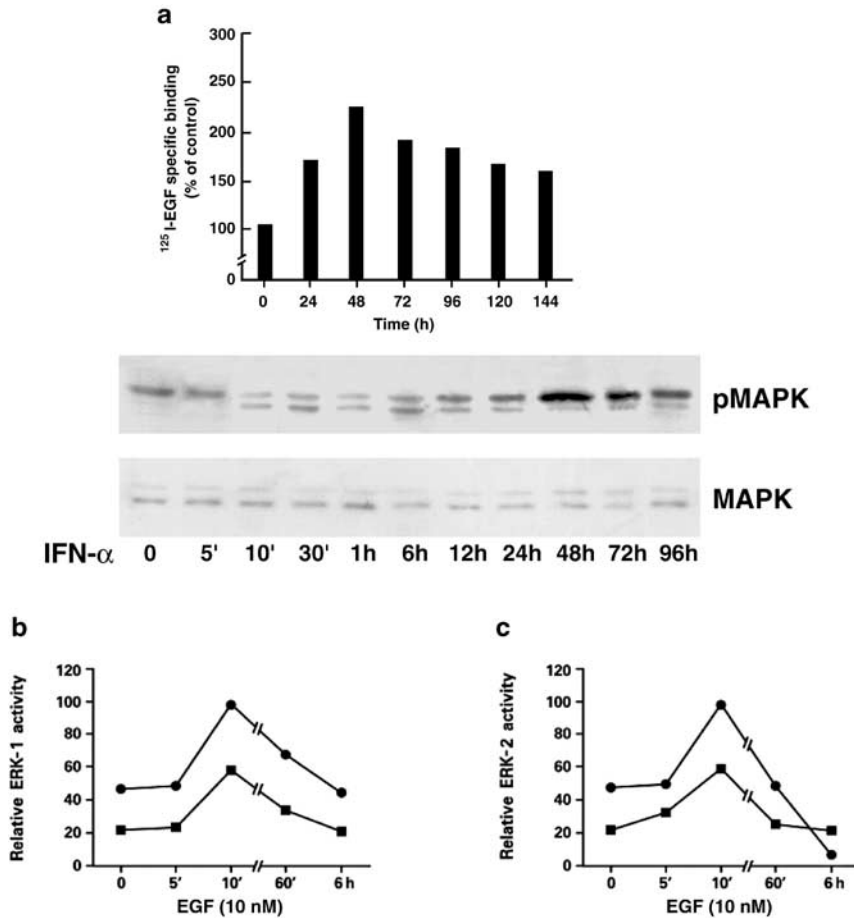 a
300
250
200
150
100
0
¹²⁵I-EGF specific binding
(% of control)
0 24 48 72 96 120 144
Time (h)
pMAPK
MAPK
IFN-α 0 5' 10' 30' 1h 6h 12h 24h 48h 72h 96h
b
120
100
80
60
40
20
0
Relative ERK-1 activity
0 5′ 10′ 60′ 6h
EGF (10 nM)
c
120
100
80
60
40
20
0
Relative ERK-2 activity
0 5′ 10′ 60′ 6h
EGF (10 nM)